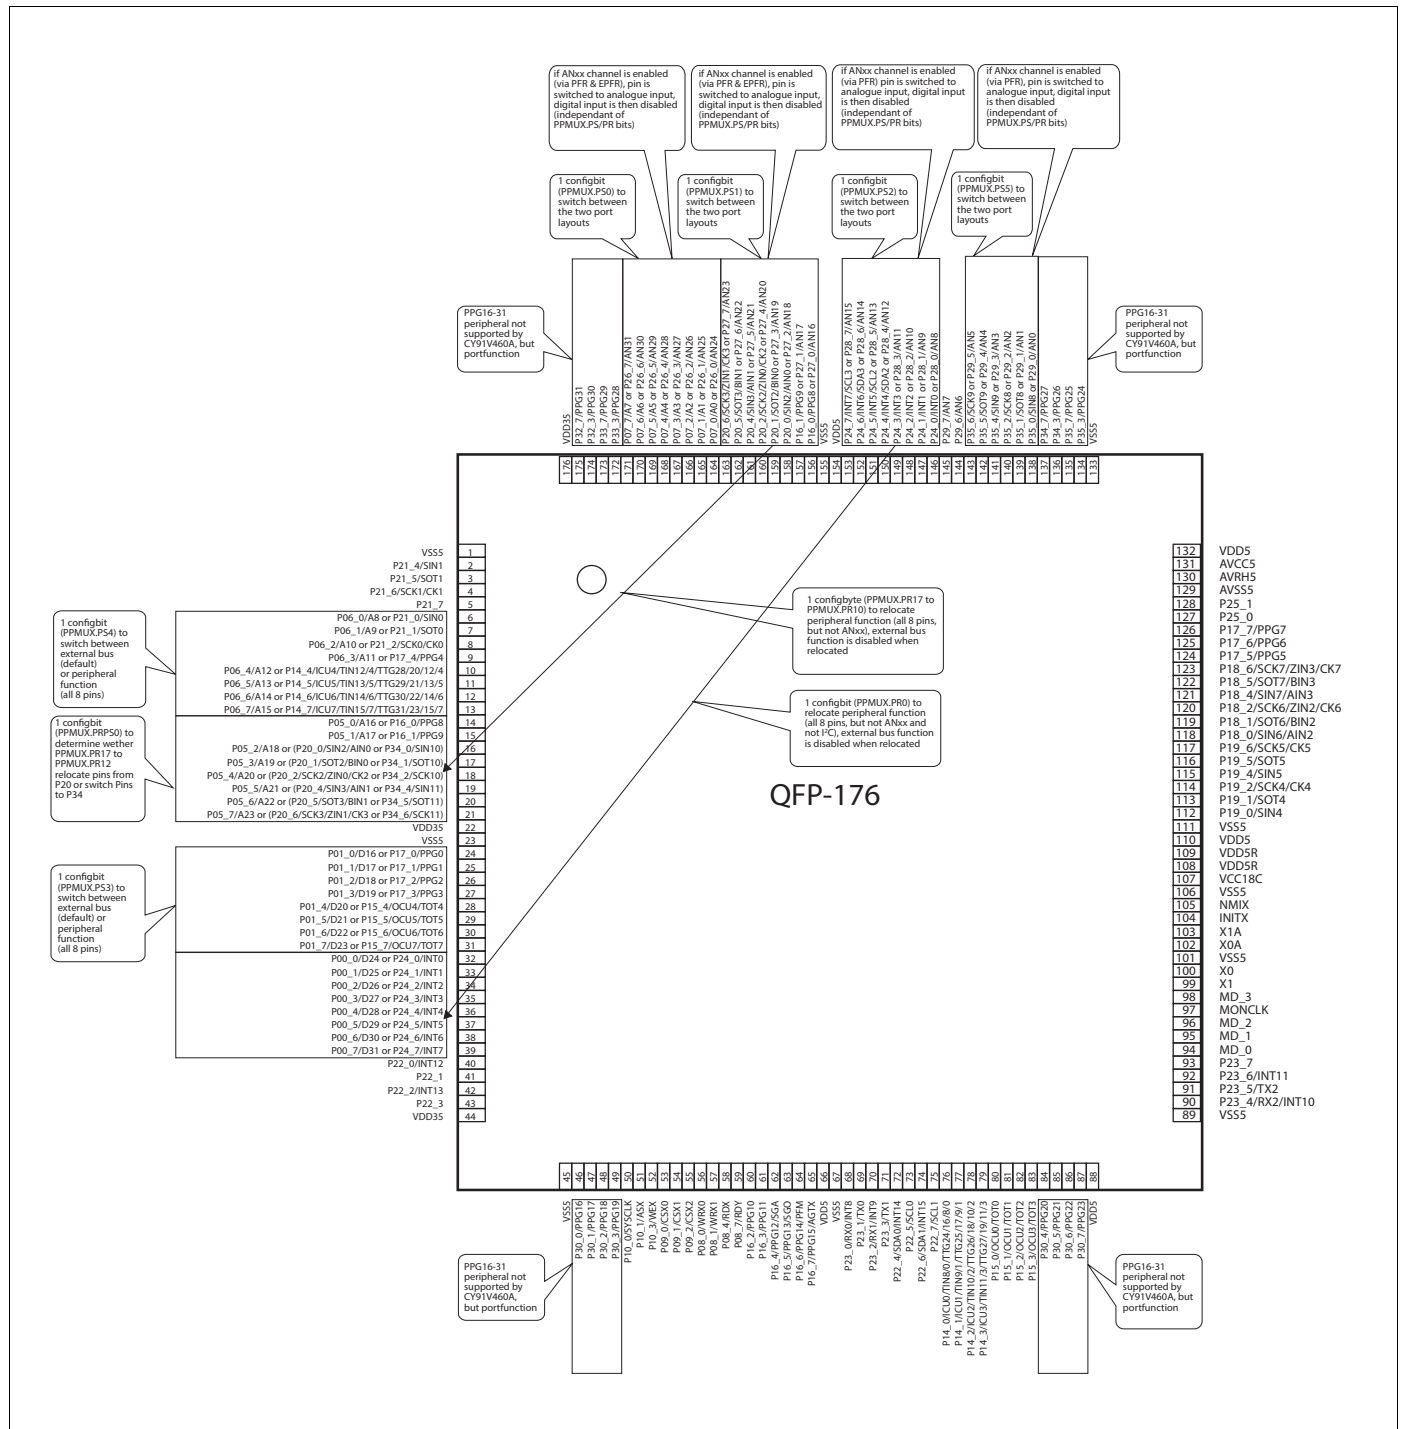 if ANxx channel is enabled
(via PFR & EPFR), pin is
switched to analogue input,
digital input is then disabled
(independant of
PPMUX.PS/PR bits)
if ANxx channel is enabled
(via PFR & EPFR), pin is
switched to analogue input,
digital input is then disabled
(independant of
PPMUX.PS/PR bits)
if ANxx channel is enabled
(via PFR) pin is switched to
analogue input, digital input
is then disabled
(independant of
PPMUX.PS/PR bits)
if ANxx channel is enabled
(via PFR), pin is switched to
analogue input, digital input
is then disabled
(independant of
PPMUX.PS/PR bits)
1 configbit
(PPMUX.PS0) to
switch between
the two port
layouts
1 configbit
(PPMUX.PS1) to
switch between
the two port
layouts
1 configbit
(PPMUX.PS2) to
switch between
the two port
layouts
1 configbit
(PPMUX.PS5) to
switch between
the two port
layouts
PPG16-31
peripheral not
supported by
CY91V460A, but
portfunction
PPG16-31
peripheral not
supported by
CY91V460A, but
portfunction
VDD35
P32_7/PPG31
P32_3/PPG30
P33_7/PPG29
P33_3/PPG28
P07_7/A7 or P26_7/AN31
P07_6/A6 or P26_6/AN30
P07_5/A5 or P26_5/AN29
P07_4/A4 or P26_4/AN28
P07_3/A3 or P26_3/AN27
P07_2/A2 or P26_2/AN26
P07_1/A1 or P26_1/AN25
P07_0/A0 or P26_0/AN24
P20_6/SCK3/ZIN1/CK3 or P27_7/AN23
P20_5/SOT3/BIN1 or P27_6/AN22
P20_4/SIN3/AIN1 or P27_5/AN21
P20_2/SCK2/ZIN0/CK2 or P27_4/AN20
P20_1/SOT2/BIN0 or P27_3/AN19
P20_0/SIN2/AIN0 or P27_2/AN18
P16_1/PPG9 or P27_1/AN17
P16_0/PPG8 or P27_0/AN16
VSS5
VDD5
P24_7/INT7/SCL3 or P28_7/AN15
P24_6/INT6/SDA3 or P28_6/AN14
P24_5/INT5/SCL2 or P28_5/AN13
P24_4/INT4/SDA2 or P28_4/AN12
P24_3/INT3 or P28_3/AN11
P24_2/INT2 or P28_2/AN10
P24_1/INT1 or P28_1/AN9
P24_0/INT0 or P28_0/AN8
P29_7/AN7
P29_6/AN6
P35_6/SCK9 or P29_5/AN5
P35_5/SOT9 or P29_4/AN4
P35_4/SIN9 or P29_3/AN3
P35_2/SCK8 or P29_2/AN2
P35_1/SOT8 or P29_1/AN1
P35_0/SIN8 or P29_0/AN0
P34_7/PPG27
P34_3/PPG26
P35_7/PPG25
P35_3/PPG24
VSS5
176 175 174 173 172 171 170 169 168 167 166 165 164 163 162 161 160 159 158 157 156 155 154 153 152 151 150 149 148 147 146 145 144 143 142 141 140 139 138 137 136 135 134 133
VSS5 1
P21_4/SIN1 2
P21_5/SOT1 3
P21_6/SCK1/CK1 4
P21_7 5
P06_0/A8 or P21_0/SIN0 6
P06_1/A9 or P21_1/SOT0 7
P06_2/A10 or P21_2/SCK0/CK0 8
P06_3/A11 or P17_4/PPG4 9
P06_4/A12 or P14_4/ICU4/TIN12/4/TTG28/20/12/4 10
P06_5/A13 or P14_5/ICU5/TIN13/5/TTG29/21/13/5 11
P06_6/A14 or P14_6/ICU6/TIN14/6/TTG30/22/14/6 12
P06_7/A15 or P14_7/ICU7/TIN15/7/TTG31/23/15/7 13
P05_0/A16 or P16_0/PPG8 14
P05_1/A17 or P16_1/PPG9 15
P05_2/A18 or (P20_0/SIN2/AIN0 or P34_0/SIN10) 16
P05_3/A19 or (P20_1/SOT2/BIN0 or P34_1/SOT10) 17
P05_4/A20 or (P20_2/SCK2/ZIN0/CK2 or P34_2/SCK10) 18
P05_5/A21 or (P20_4/SIN3/AIN1 or P34_4/SIN11) 19
P05_6/A22 or (P20_5/SOT3/BIN1 or P34_5/SOT11) 20
P05_7/A23 or (P20_6/SCK3/ZIN1/CK3 or P34_6/SCK11) 21
VDD35 22
VSS5 23
P01_0/D16 or P17_0/PPG0 24
P01_1/D17 or P17_1/PPG1 25
P01_2/D18 or P17_2/PPG2 26
P01_3/D19 or P17_3/PPG3 27
P01_4/D20 or P15_4/OCU4/TOT4 28
P01_5/D21 or P15_5/OCU5/TOT5 29
P01_6/D22 or P15_6/OCU6/TOT6 30
P01_7/D23 or P15_7/OCU7/TOT7 31
P00_0/D24 or P24_0/INT0 32
P00_1/D25 or P24_1/INT1 33
P00_2/D26 or P24_2/INT2 34
P00_3/D27 or P24_3/INT3 35
P00_4/D28 or P24_4/INT4 36
P00_5/D29 or P24_5/INT5 37
P00_6/D30 or P24_6/INT6 38
P00_7/D31 or P24_7/INT7 39
P22_0/INT12 40
P22_1 41
P22_2/INT13 42
P22_3 43
VDD35 44
1 configbit
(PPMUX.PS4) to
switch between
external bus
(default)
or peripheral
function
(all 8 pins)
1 configbit
(PPMUX.PRPS0) to
determine wether
PPMUX.PR17 to
PPMUX.PR12
relocate pins from
P20 or switch Pins
to P34
1 configbit
(PPMUX.PS3) to
switch between
external bus
(default) or
peripheral
function
(all 8 pins)
1 configbyte (PPMUX.PR17 to
PPMUX.PR10) to relocate
peripheral function (all 8 pins,
but not ANxx), external bus
function is disabled when
relocated
1 configbit (PPMUX.PR0) to
relocate peripheral function
(all 8 pins, but not ANxx and
not I²C), external bus function
is disabled when relocated
QFP-176
132 VDD5
131 AVCC5
130 AVRH5
129 AVSS5
128 P25_1
127 P25_0
126 P17_7/PPG7
125 P17_6/PPG6
124 P17_5/PPG5
123 P18_6/SCK7/ZIN3/CK7
122 P18_5/SOT7/BIN3
121 P18_4/SIN7/AIN3
120 P18_2/SCK6/ZIN2/CK6
119 P18_1/SOT6/BIN2
118 P18_0/SIN6/AIN2
117 P19_6/SCK5/CK5
116 P19_5/SOT5
115 P19_4/SIN5
114 P19_2/SCK4/CK4
113 P19_1/SOT4
112 P19_0/SIN4
111 VSS5
110 VDD5
109 VDD5R
108 VDD5R
107 VCC18C
106 VSS5
105 NMIX
104 INITX
103 X1A
102 X0A
101 VSS5
100 X0
99 X1
98 MD_3
97 MONCLK
96 MD_2
95 MD_1
94 MD_0
93 P23_7
92 P23_6/INT11
91 P23_5/TX2
90 P23_4/RX2/INT10
89 VSS5
45 46 47 48 49 50 51 52 53 54 55 56 57 58 59 60 61 62 63 64 65 66 67 68 69 70 71 72 73 74 75 76 77 78 79 80 81 82 83 84 85 86 87 88
VSS5
P30_0/PPG16
P30_1/PPG17
P30_2/PPG18
P30_3/PPG19
P10_0/SYSCLK
P10_1/ASX
P10_3/WEX
P09_0/CSX0
P09_1/CSX1
P09_2/CSX2
P08_0/WRX0
P08_1/WRX1
P08_4/RDX
P08_7/RDY
P16_2/PPG10
P16_3/PPG11
P16_4/PPG12/SGA
P16_5/PPG13/SGO
P16_6/PPG14/PFM
P16_7/PPG15/AGTX
VDD5
VSS5
P23_0/RX0/INT8
P23_1/TX0
P23_2/RX1/INT9
P23_3/TX1
P22_4/SDA0/INT14
P22_5/SCL0
P22_6/SDA1/INT15
P22_7/SCL1
P14_0/ICU0/TIN8/0/TTG24/16/8/0
P14_1/ICU1/TIN9/1/TTG25/17/9/1
P14_2/ICU2/TIN10/2/TTG26/18/10/2
P14_3/ICU3/TIN11/3/TTG27/19/11/3
P15_0/OCU0/TOT0
P15_1/OCU1/TOT1
P15_2/OCU2/TOT2
P15_3/OCU3/TOT3
P30_4/PPG20
P30_5/PPG21
P30_6/PPG22
P30_7/PPG23
VDD5
PPG16-31
peripheral not
supported by
CY91V460A,
but portfunction
PPG16-31
peripheral not
supported by
CY91V460A, but
portfunction